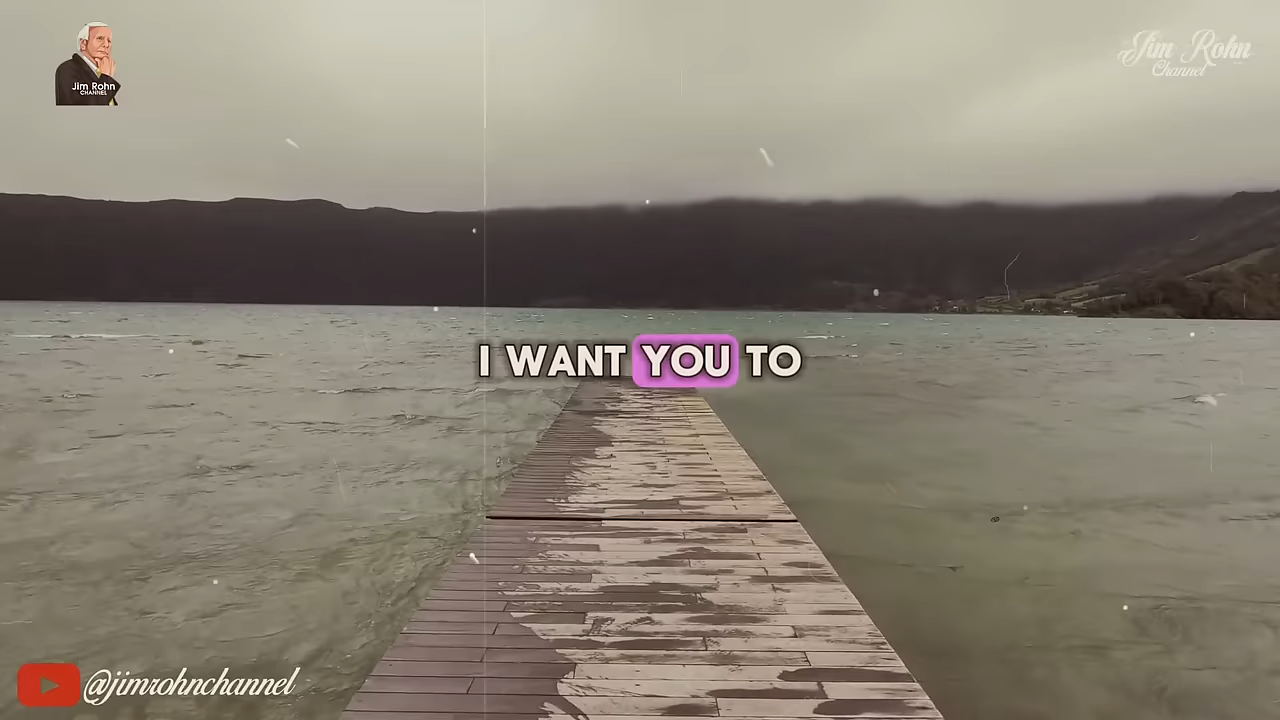 Jim Rohn
CHANNEL
Jim Rohn
Channel
I WANT YOU TO
@jimrohnchannel